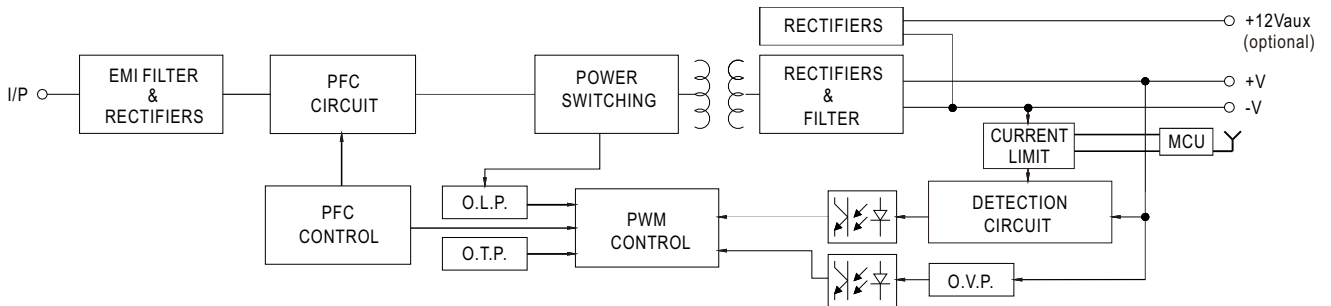 RECTIFIERS
+12Vaux
(optional)
I/P
EMI FILTER
&
RECTIFIERS
PFC
CIRCUIT
POWER
SWITCHING
RECTIFIERS
&
FILTER
+V
-V
CURRENT
LIMIT
MCU
PFC
CONTROL
O.L.P.
O.T.P.
PWM
CONTROL
DETECTION
CIRCUIT
O.V.P.